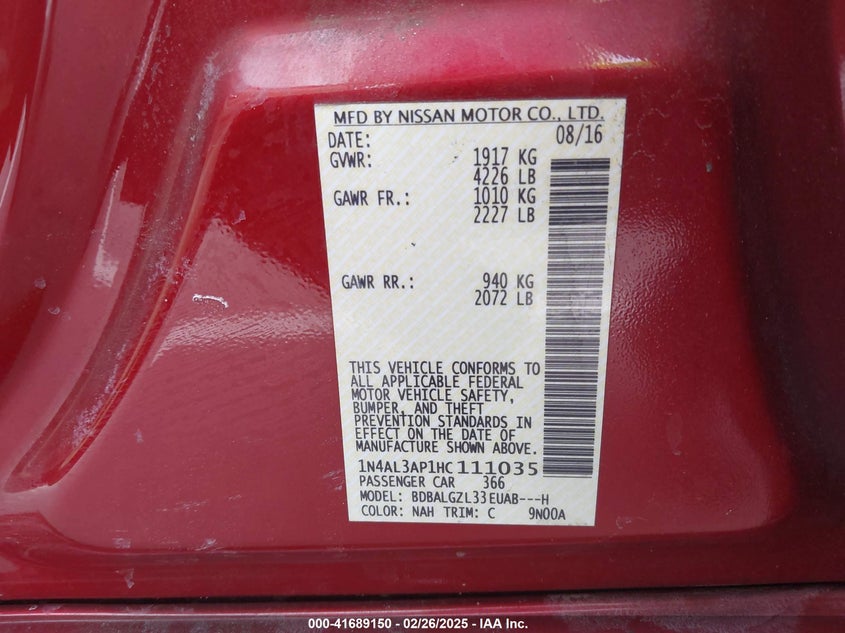 MFD BY NISSAN MOTOR CO., LTD.
DATE: 08/16
GVWR: 1917 KG
4226 LB
GAWR FR.: 1010 KG
2227 LB
GAWR RR.: 940 KG
2072 LB
THIS VEHICLE CONFORMS TO
ALL APPLICABLE FEDERAL
MOTOR VEHICLE SAFETY,
BUMPER, AND THEFT
PREVENTION STANDARDS IN
EFFECT ON THE DATE OF
MANUFACTURE SHOWN ABOVE.
1N4AL3AP1HC111035
PASSENGER CAR 366
MODEL: BDBALGZL33EUAB---H
COLOR: NAH TRIM: C 9N00A
000-41689150 - 02/26/2025 - IAA Inc.